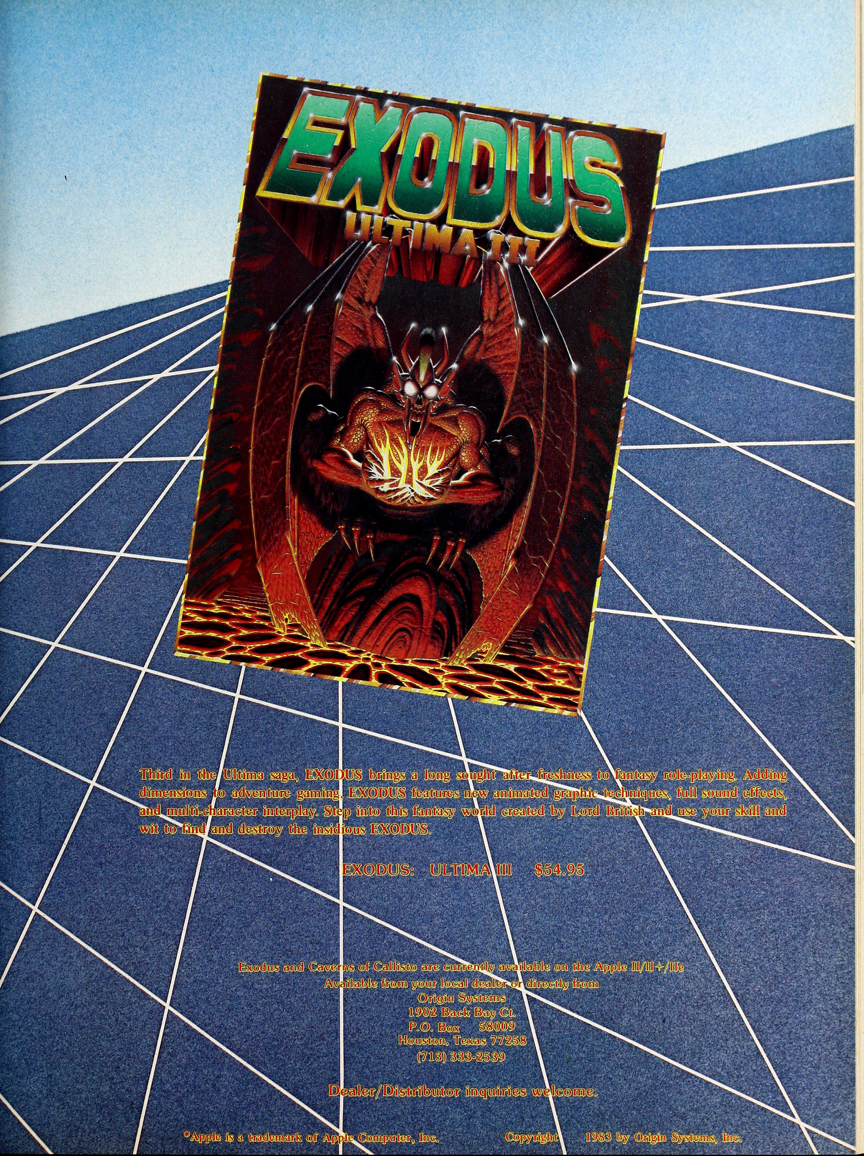 EXODUS
ULTIMA III
Third in the Ultima saga, EXODUS brings a long sought after freshness to fantasy role-playing. Adding
dimensions to adventure gaming, EXODUS features new animated graphic techniques, full sound effects,
and multi-character interplay. Step into this fantasy world created by Lord British and use your skill and
wit to find and destroy the insidious EXODUS.
EXODUS: ULTIMA III $54.95
Exodus and Caverns of Callisto are currently available on the Apple II/II+/IIe
Available from your local dealer or directly from
Origin Systems
1902 Back Bay Ct.
P.O. Box 58009
Houston, Texas 77258
(713) 333-2539
Dealer/Distributor inquiries welcome.
*Apple is a trademark of Apple Computer, Inc. Copyright 1983 by Origin Systems, Inc.